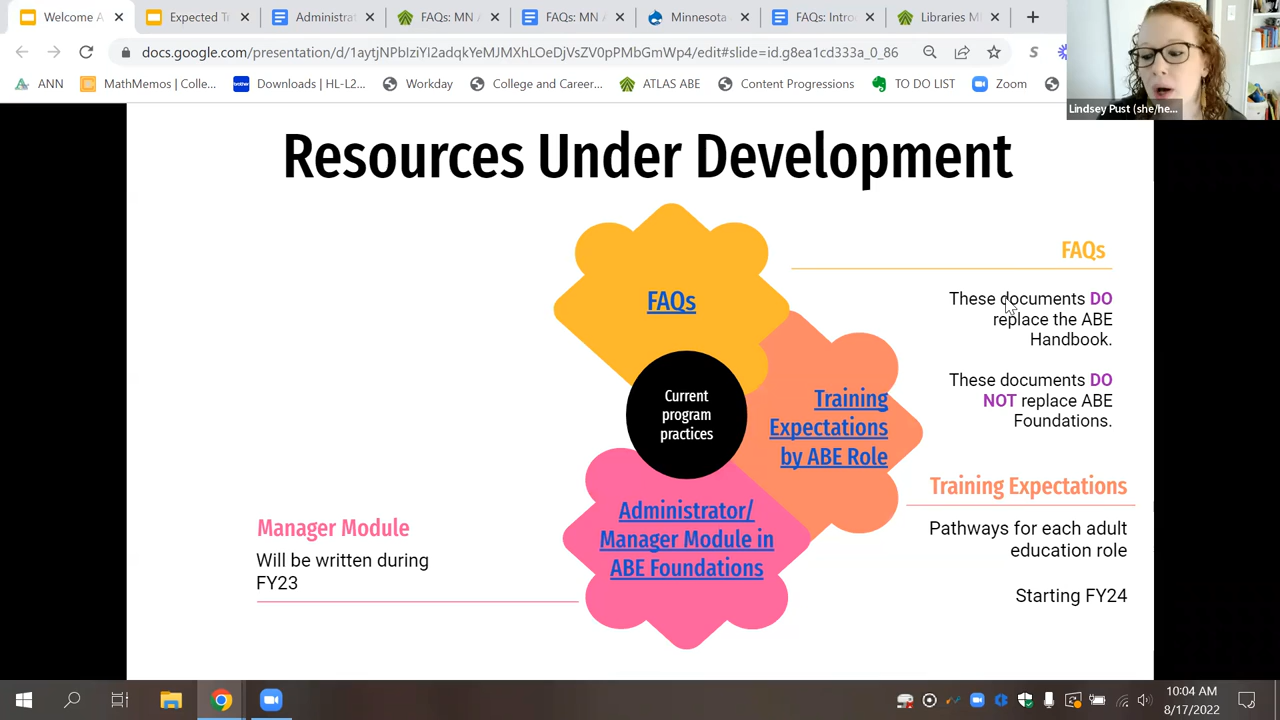 Welcome A
Expected Tr
Administrat
FAQs: MN A
FAQs: MN A
Minnesota
FAQs: Introd
Libraries M
docs.google.com/presentation/d/1aytjNPbIziYI2adqkYeMJMXhLOeDjVsZV0pPMbGmWp4/edit#slide=id.g8ea1cd333a_0_86
ANN
MathMemos | Colle...
Downloads | HL-L2...
Workday
College and Career...
ATLAS ABE
Content Progressions
TO DO LIST
Zoom
Lindsey Pust (she/he...
Resources Under Development
FAQs
FAQs
These documents DO
replace the ABE
Handbook.
These documents DO
NOT replace ABE
Foundations.
Current
program
practices
Training
Expectations
by ABE Role
Training Expectations
Pathways for each adult
education role
Starting FY24
Administrator/
Manager Module in
ABE Foundations
Manager Module
Will be written during
FY23
10:04 AM
8/17/2022